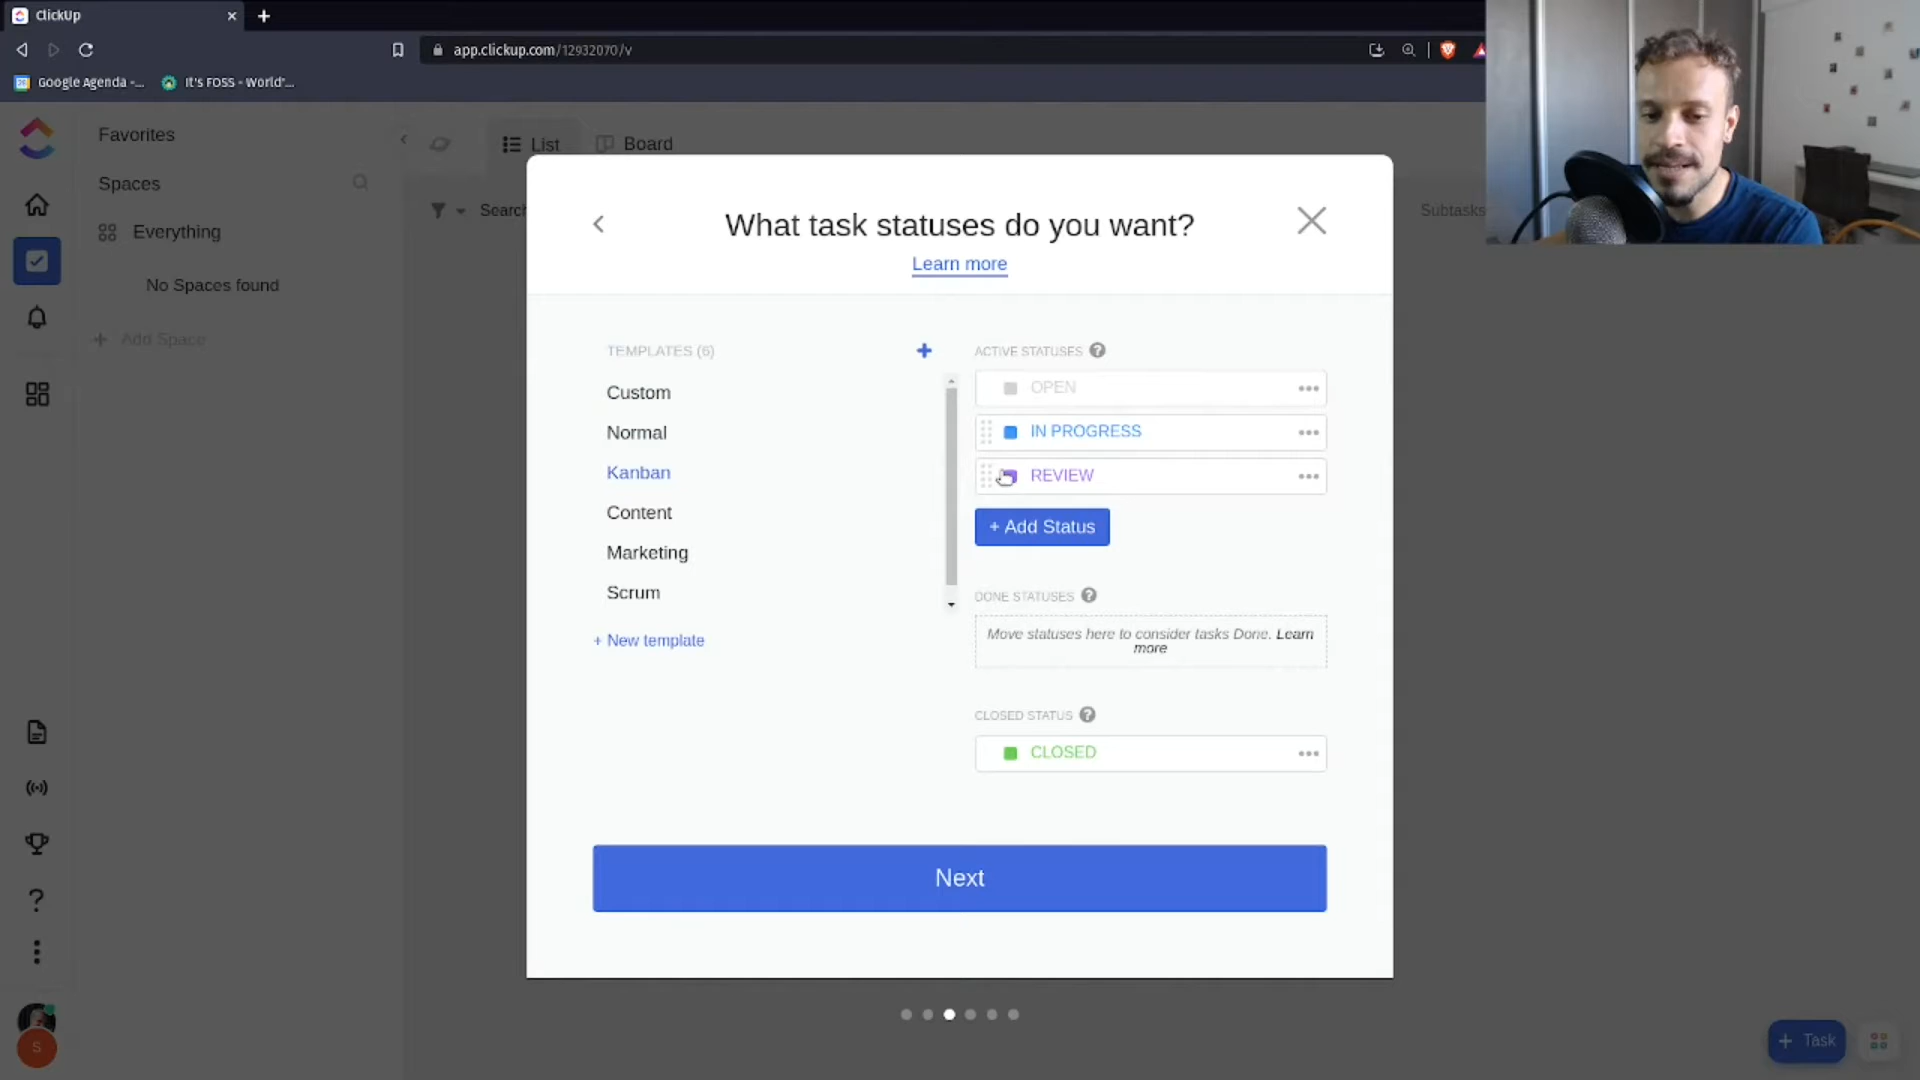 ClickUp
app.clickup.com/12932070/v
Google Agenda -...
It's FOSS - World'...
Favorites
Spaces
Everything
No Spaces found
Add Space
List
Board
Search
Subtasks
What task statuses do you want?
Learn more
TEMPLATES (6)
Custom
Normal
Kanban
Content
Marketing
Scrum
+ New template
ACTIVE STATUSES
OPEN
IN PROGRESS
REVIEW
+ Add Status
DONE STATUSES
Move statuses here to consider tasks Done. Learn
more
CLOSED STATUS
CLOSED
Next
S
+ Task